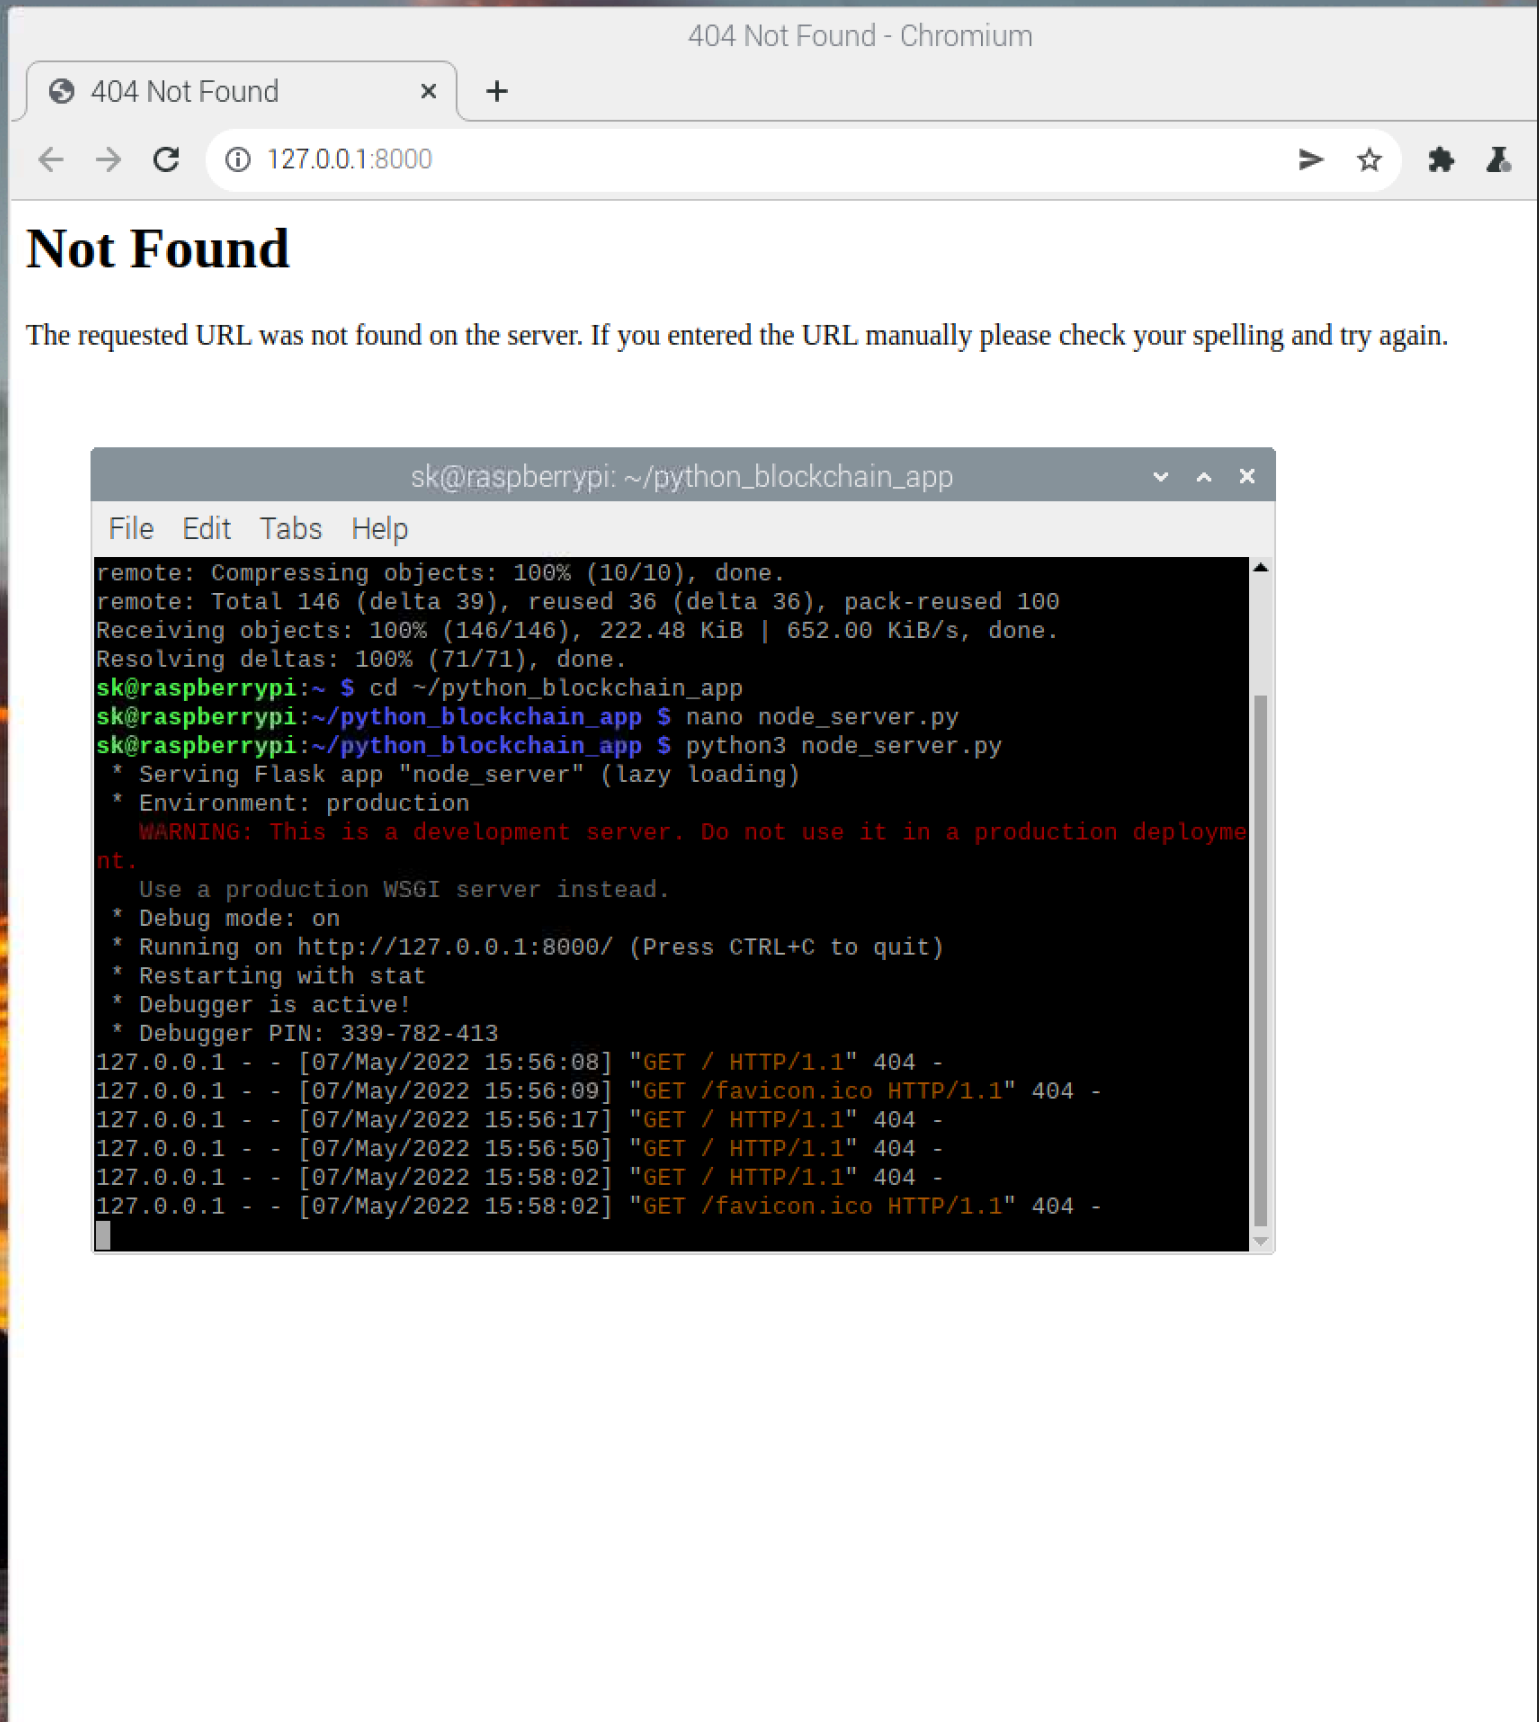 404 Not Found - Chromium
404 Not Found
127.0.0.1:8000
Not Found
The requested URL was not found on the server. If you entered the URL manually please check your spelling and try again.
sk@raspberrypi: ~/python_blockchain_app
File Edit Tabs Help
remote: Compressing objects: 100% (10/10), done.
remote: Total 146 (delta 39), reused 36 (delta 36), pack-reused 100
Receiving objects: 100% (146/146), 222.48 KiB | 652.00 KiB/s, done.
Resolving deltas: 100% (71/71), done.
sk@raspberrypi:~ $ cd ~/python_blockchain_app
sk@raspberrypi:~/python_blockchain_app $ nano node_server.py
sk@raspberrypi:~/python_blockchain_app $ python3 node_server.py
 * Serving Flask app "node_server" (lazy loading)
 * Environment: production
   WARNING: This is a development server. Do not use it in a production deployme
nt.
   Use a production WSGI server instead.
 * Debug mode: on
 * Running on http://127.0.0.1:8000/ (Press CTRL+C to quit)
 * Restarting with stat
 * Debugger is active!
 * Debugger PIN: 339-782-413
127.0.0.1 - - [07/May/2022 15:56:08] "GET / HTTP/1.1" 404 -
127.0.0.1 - - [07/May/2022 15:56:09] "GET /favicon.ico HTTP/1.1" 404 -
127.0.0.1 - - [07/May/2022 15:56:17] "GET / HTTP/1.1" 404 -
127.0.0.1 - - [07/May/2022 15:56:50] "GET / HTTP/1.1" 404 -
127.0.0.1 - - [07/May/2022 15:58:02] "GET / HTTP/1.1" 404 -
127.0.0.1 - - [07/May/2022 15:58:02] "GET /favicon.ico HTTP/1.1" 404 -